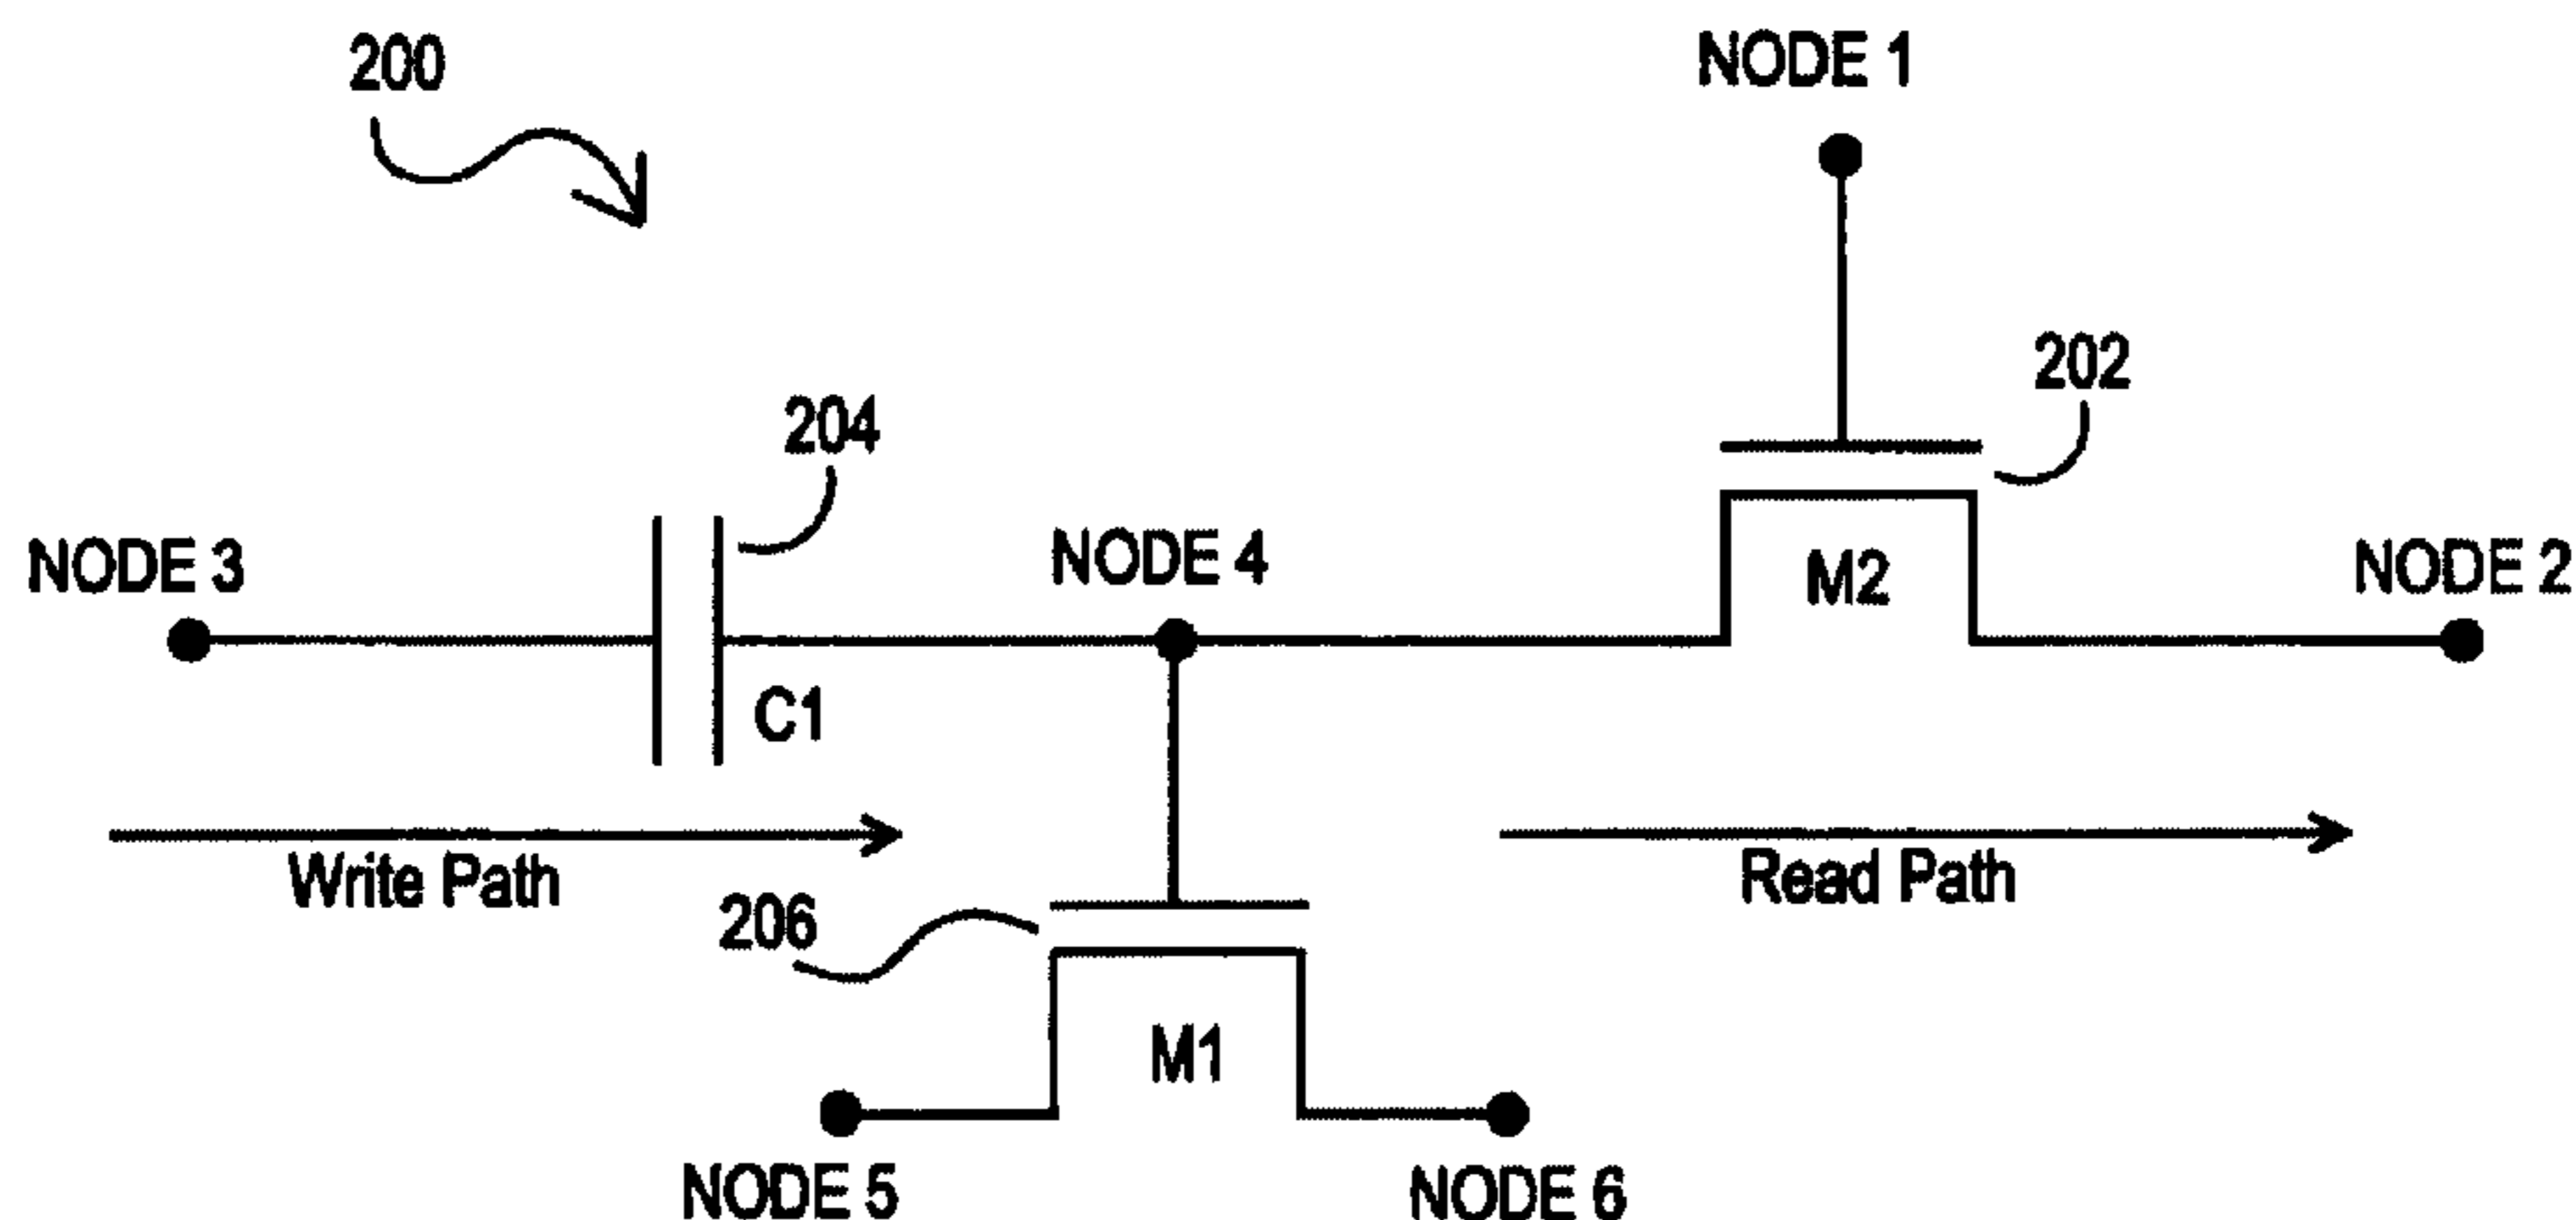 200
NODE 1
202
204
NODE 3
NODE 4
M2
NODE 2
C1
Write Path
Read Path
206
M1
NODE 5
NODE 6